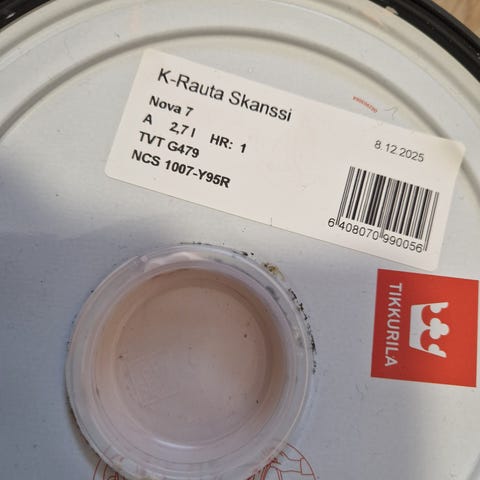 K-Rauta Skanssi
Nova 7
A 2,7 l HR: 1
TVT G479
NCS 1007-Y95R
8.12.2025
6 408070 990056
TIKKURILA